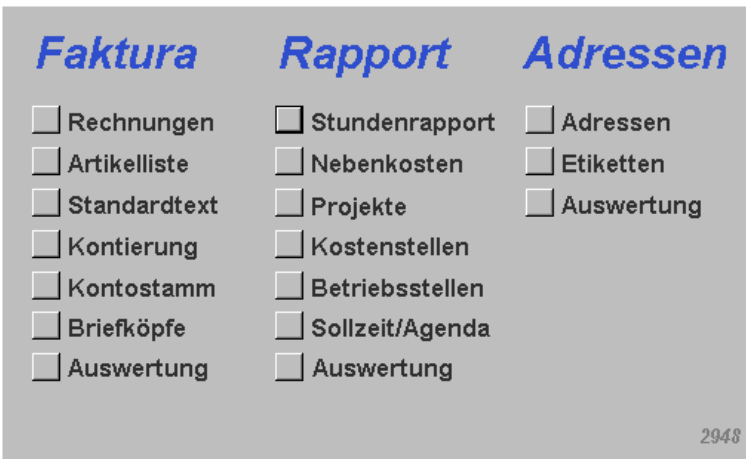 Faktura
Rechnungen
Artikelliste
Standardtext
Kontierung
Kontostamm
Briefköpfe
Auswertung
Rapport
Stundenrapport
Nebenkosten
Projekte
Kostenstellen
Betriebsstellen
Sollzeit/Agenda
Auswertung
Adressen
Adressen
Etiketten
Auswertung
2948